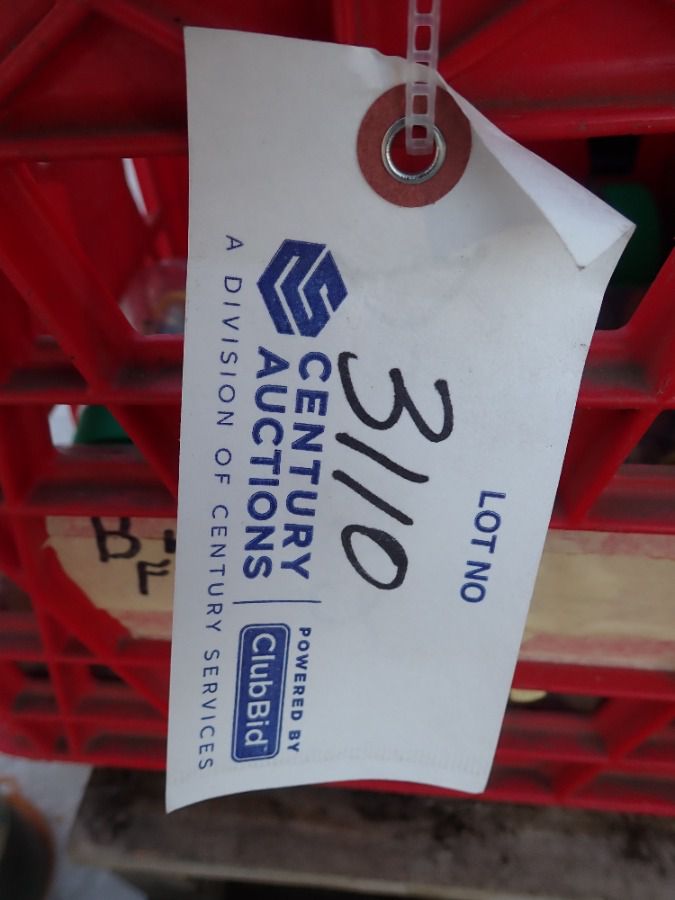 LOT NO
3110
CENTURY
AUCTIONS
POWERED BY
ClubBid
A DIVISION OF CENTURY SERVICES